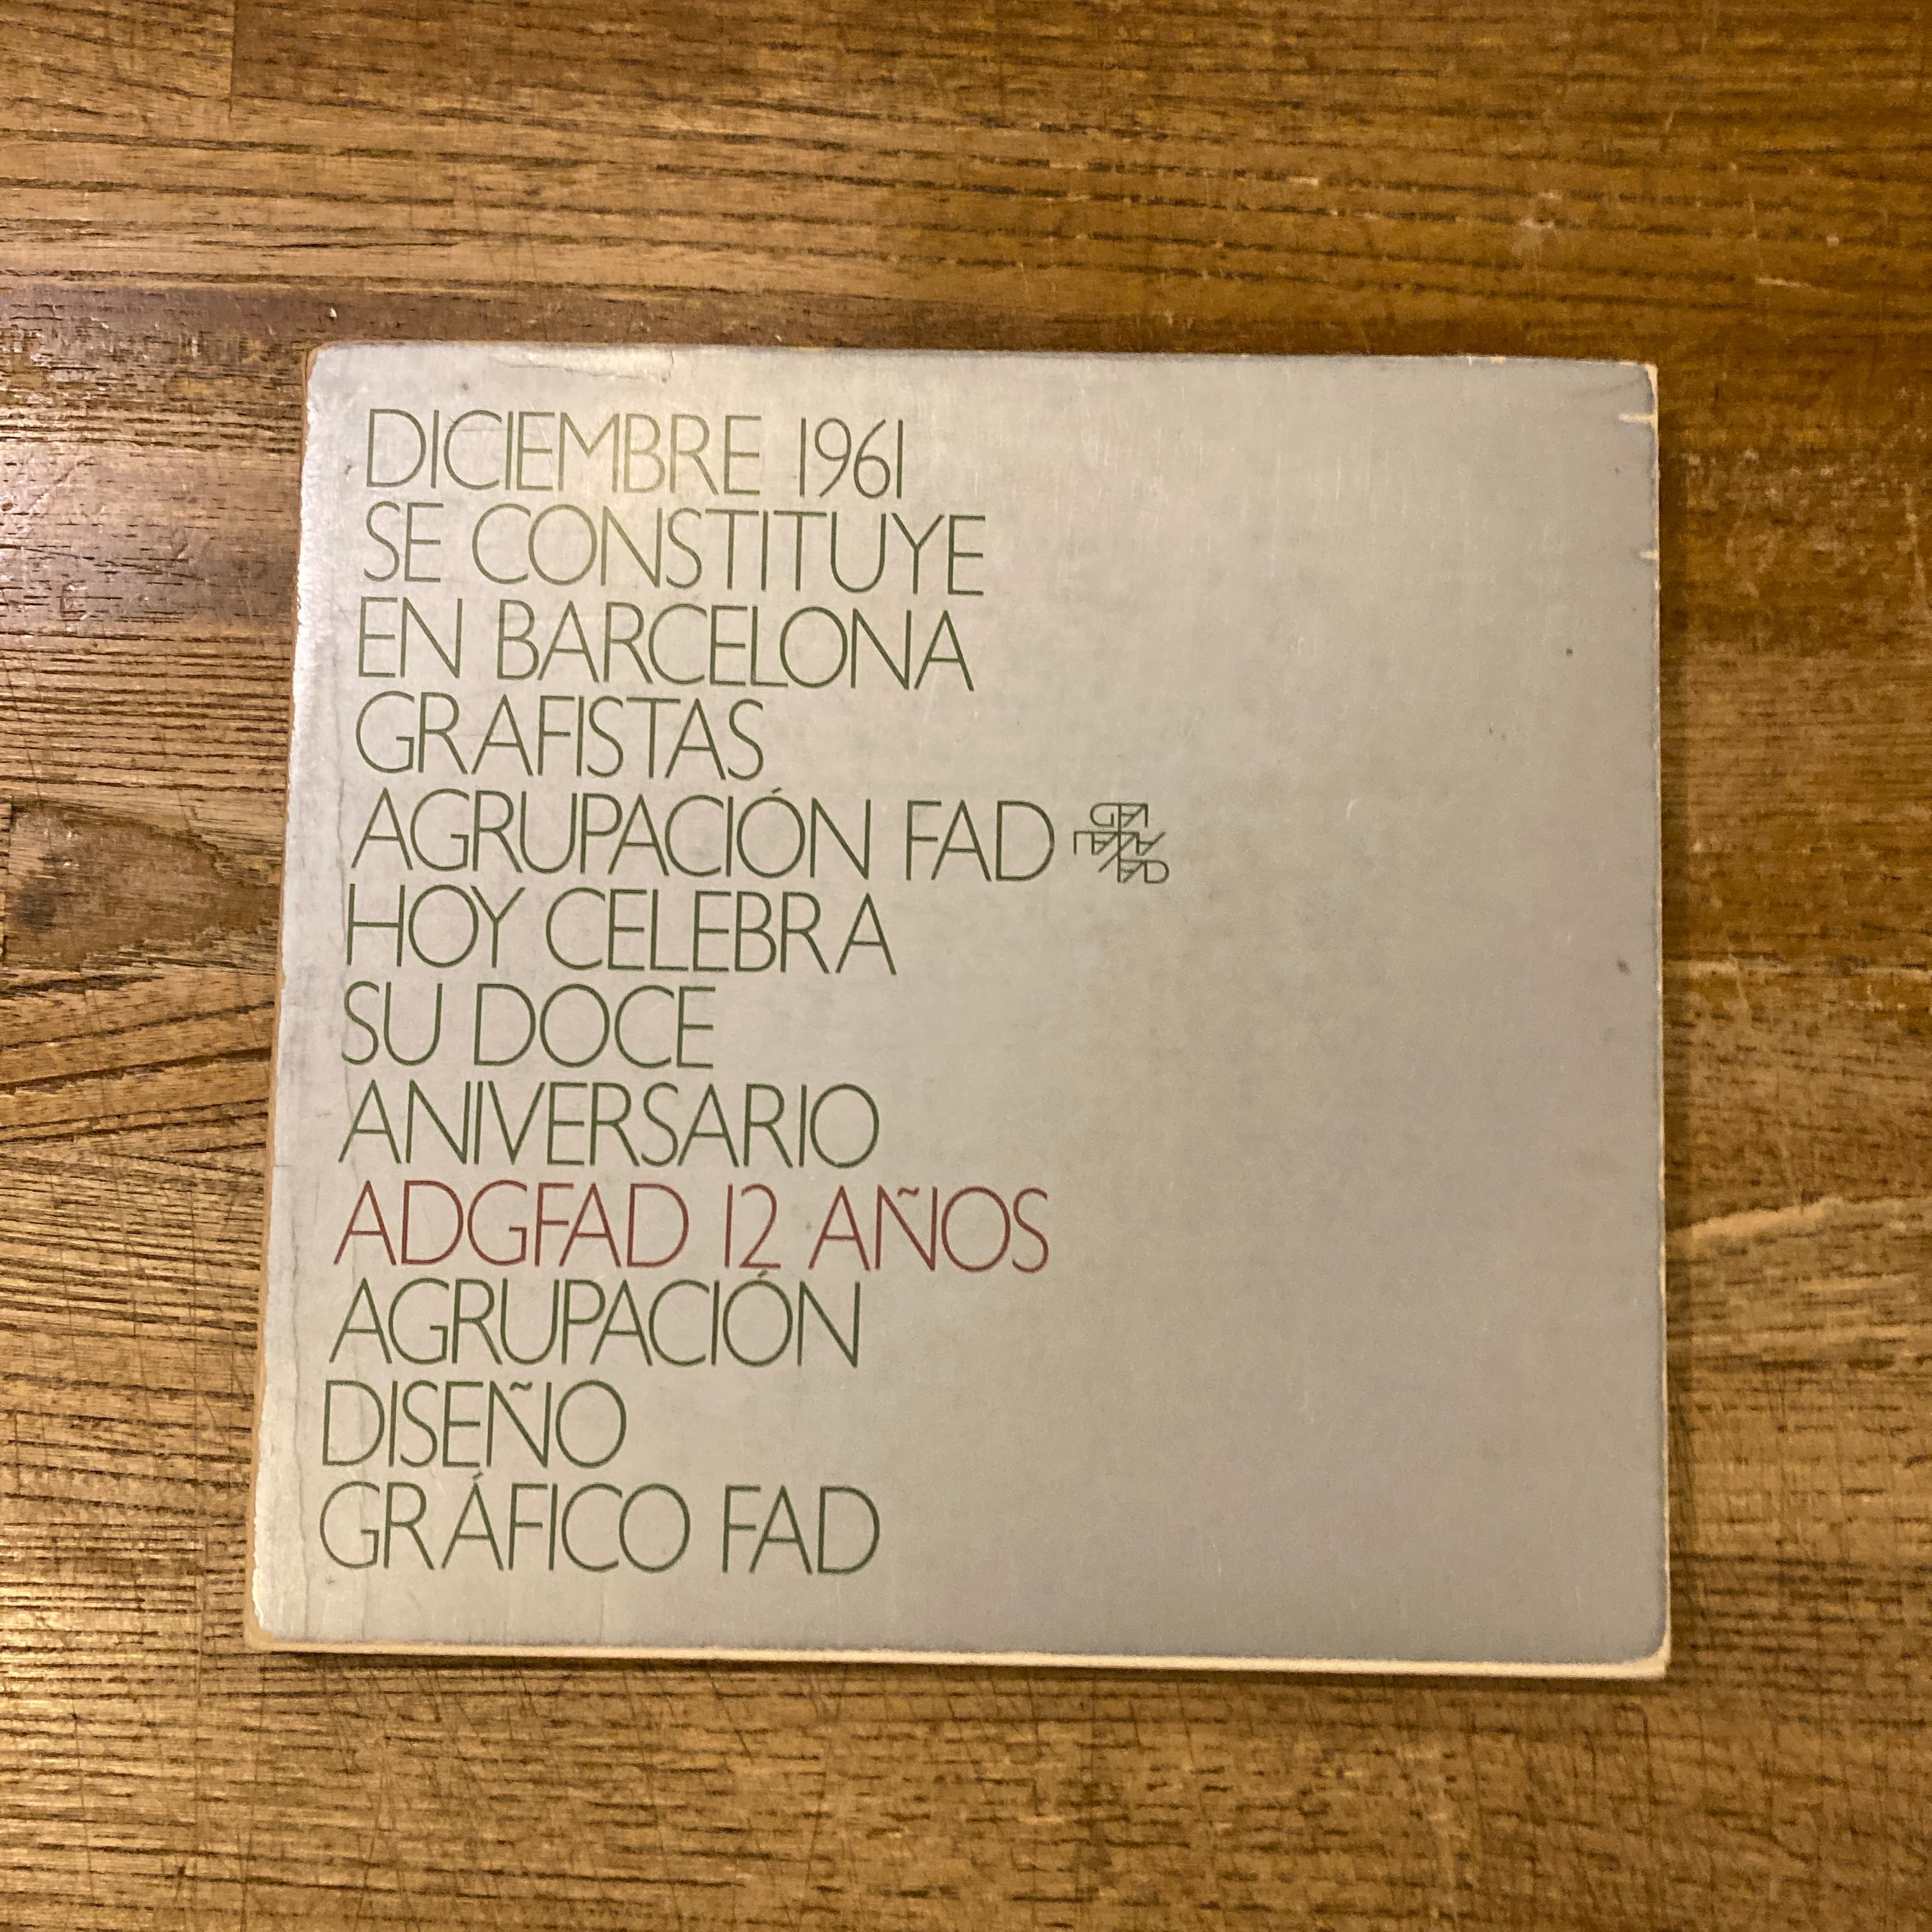 DICIEMBRE 1961
SE CONSTITUYE
EN BARCELONA
GRAFISTAS
AGRUPACIÓN FAD
HOY CELEBRA
SU DOCE
ANIVERSARIO
ADGFAD 12 AÑOS
AGRUPACIÓN
DISEÑO
GRÁFICO FAD